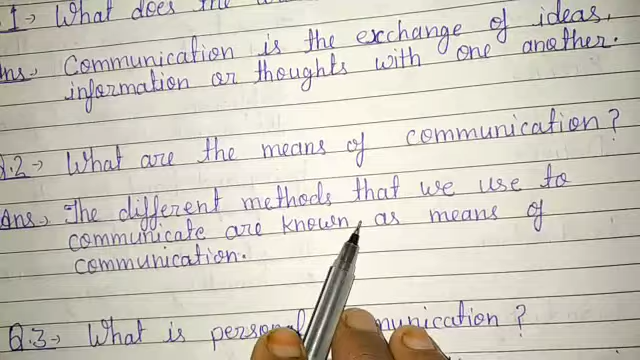 .1 → What does the
Ans. Communication is the exchange of ideas,
information or thoughts with one another.
Q.2 → What are the means of communication?
Ans. The different methods that we use to
communicate are known as means of
communication.
Q.3 → What is personal communication?